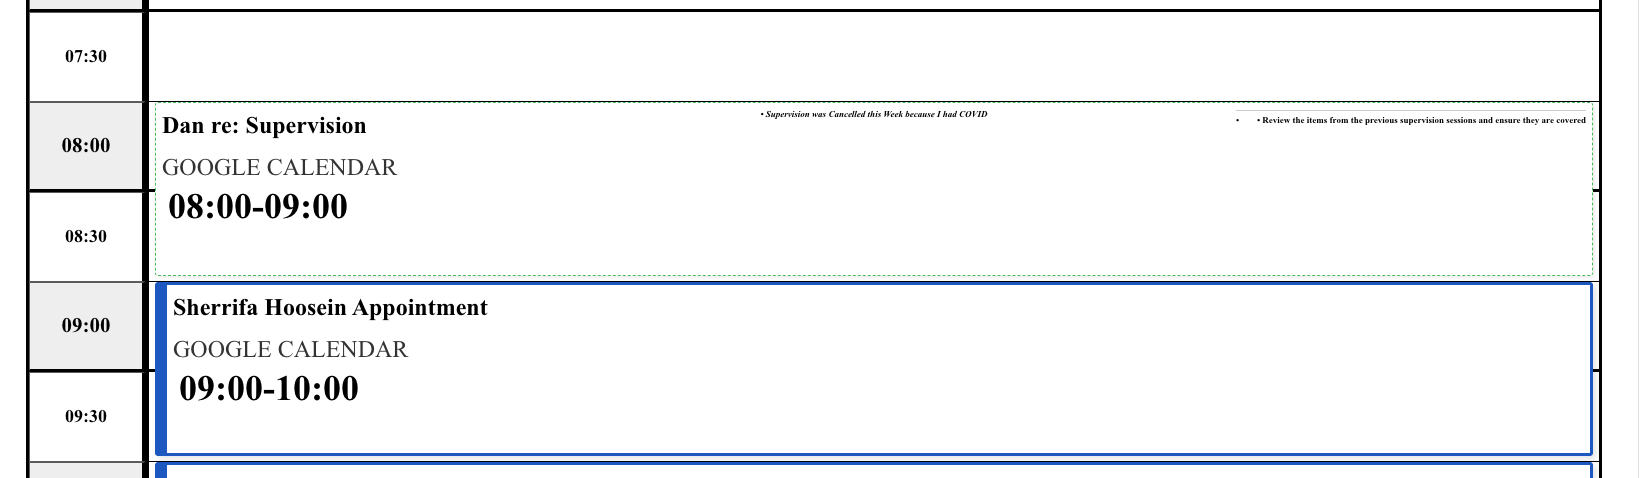 07:30
08:00
Dan re: Supervision
• Supervision was Cancelled this Week because I had COVID
• • Review the items from the previous supervision sessions and ensure they are covered
GOOGLE CALENDAR
08:00-09:00
08:30
09:00
Sherrifa Hoosein Appointment
GOOGLE CALENDAR
09:00-10:00
09:30